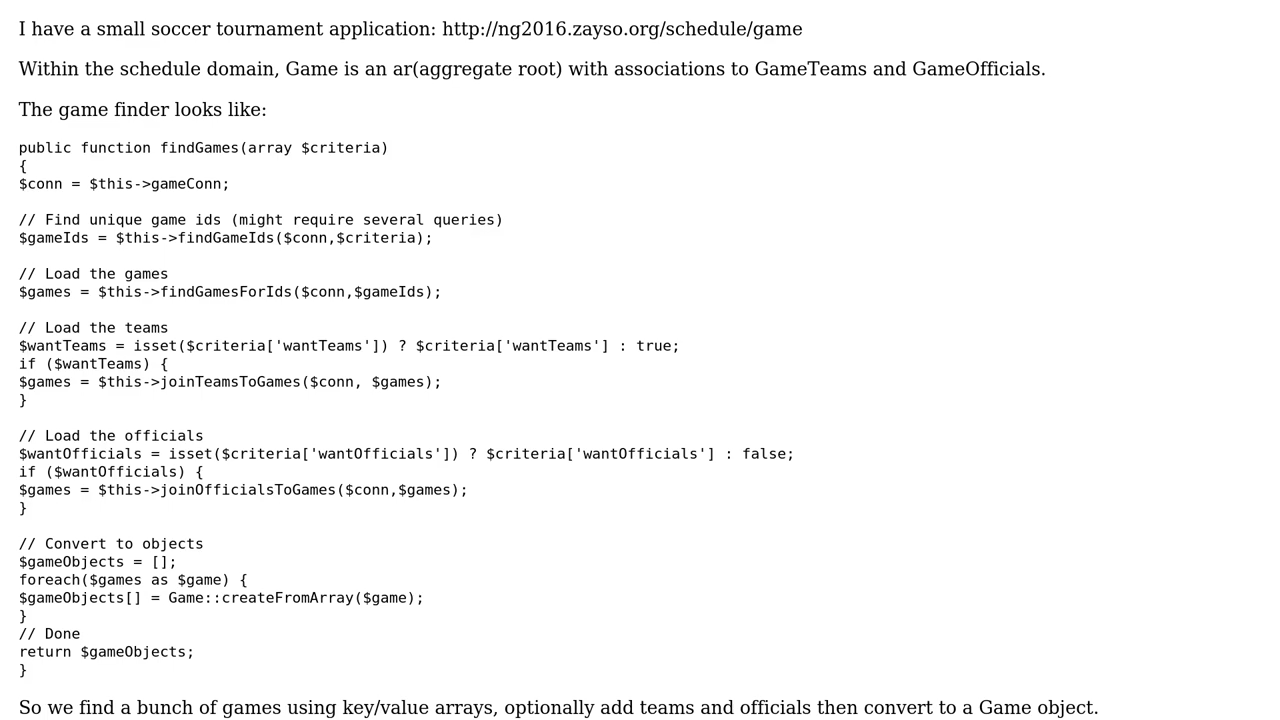 I have a small soccer tournament application: http://ng2016.zayso.org/schedule/game
Within the schedule domain, Game is an ar(aggregate root) with associations to GameTeams and GameOfficials.
The game finder looks like:
public function findGames(array $criteria)
{
$conn = $this->gameConn;
// Find unique game ids (might require several queries)
$gameIds = $this->findGameIds($conn,$criteria);
// Load the games
$games = $this->findGamesForIds($conn,$gameIds);
// Load the teams
$wantTeams = isset($criteria['wantTeams']) ? $criteria['wantTeams'] : true;
if ($wantTeams) {
$games = $this->joinTeamsToGames($conn, $games);
}
// Load the officials
$wantOfficials = isset($criteria['wantOfficials']) ? $criteria['wantOfficials'] : false;
if ($wantOfficials) {
$games = $this->joinOfficialsToGames($conn,$games);
}
// Convert to objects
$gameObjects = [];
foreach($games as $game) {
$gameObjects[] = Game::createFromArray($game);
}
// Done
return $gameObjects;
}
So we find a bunch of games using key/value arrays, optionally add teams and officials then convert to a Game object.